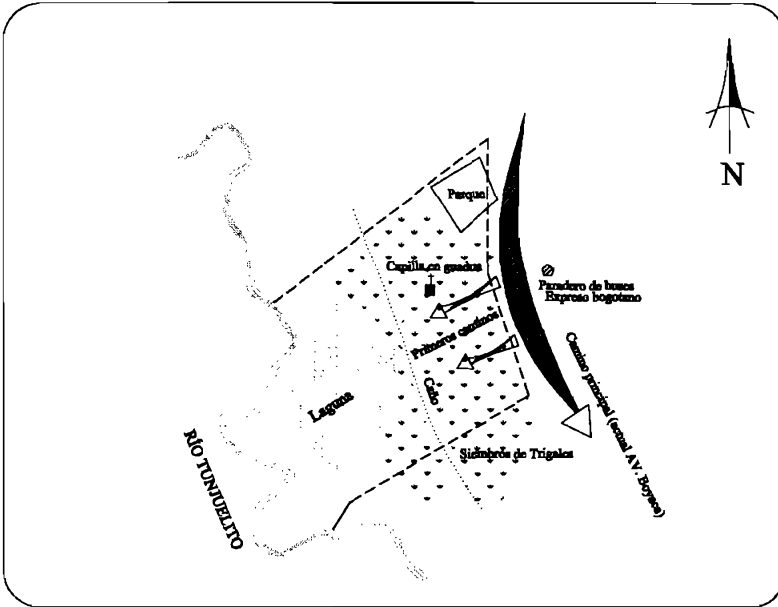 N
Parque
Capilla en guadua
Paradero de buses
Expreso bogotano
Primeros caminos
Camino principal (actual AV. Boyaca)
Caño
Laguna
Siembros de Trigales
RÍO TUNJUELITO